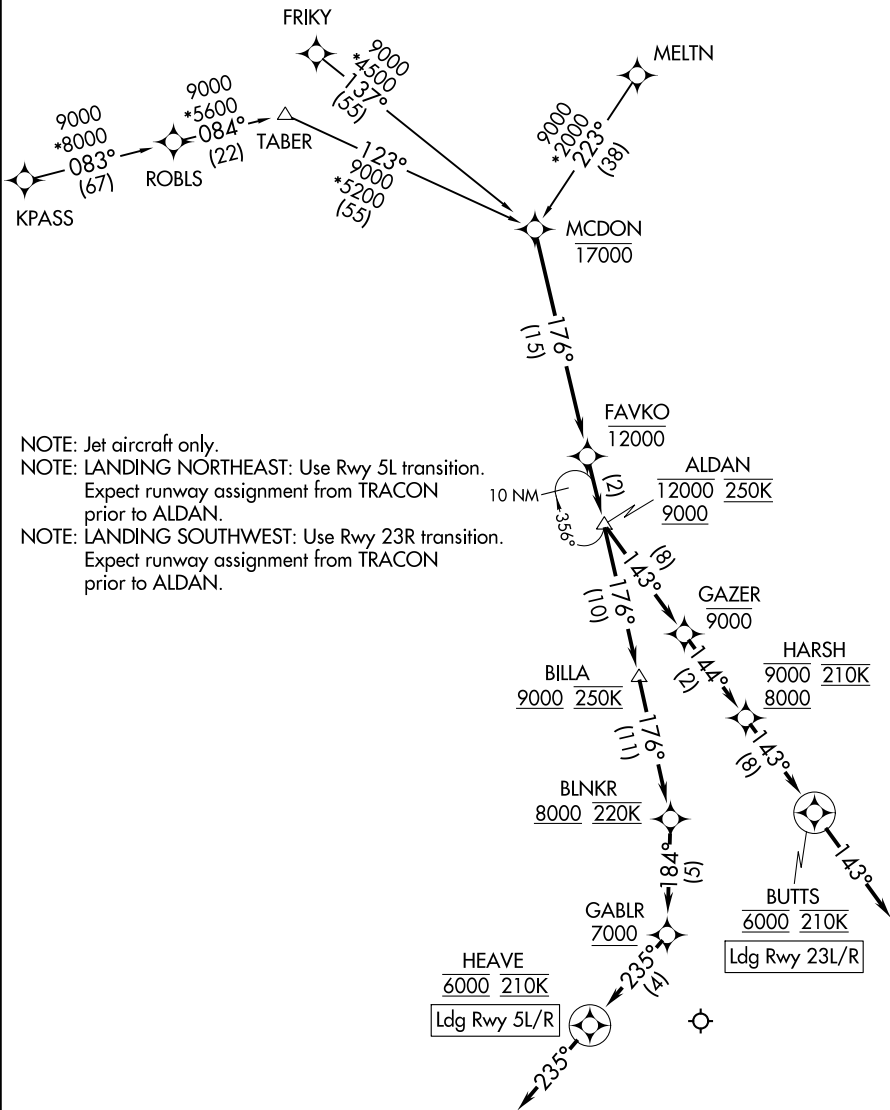 FRIKY
9000
*4500
137°
(55)
MELTN
9000
*2000
223°
(38)
9000
*5600
084°
(22)
TABER
9000
*8000
083°
(67)
ROBLS
KPASS
123°
9000
*5200
(55)
MCDON
17000
176°
(15)
FAVKO
12000
(2)
ALDAN
12000 250K
9000
10 NM
356°
NOTE: Jet aircraft only.
NOTE: LANDING NORTHEAST: Use Rwy 5L transition.
Expect runway assignment from TRACON
prior to ALDAN.
NOTE: LANDING SOUTHWEST: Use Rwy 23R transition.
Expect runway assignment from TRACON
prior to ALDAN.
(8)
143°
176°
(10)
GAZER
9000
144°
(2)
HARSH
9000 210K
8000
BILLA
9000 250K
176°
(11)
143°
(8)
BLNKR
8000 220K
184°
(5)
143°
BUTTS
6000 210K
Ldg Rwy 23L/R
GABLR
7000
235°
(4)
HEAVE
6000 210K
Ldg Rwy 5L/R
235°